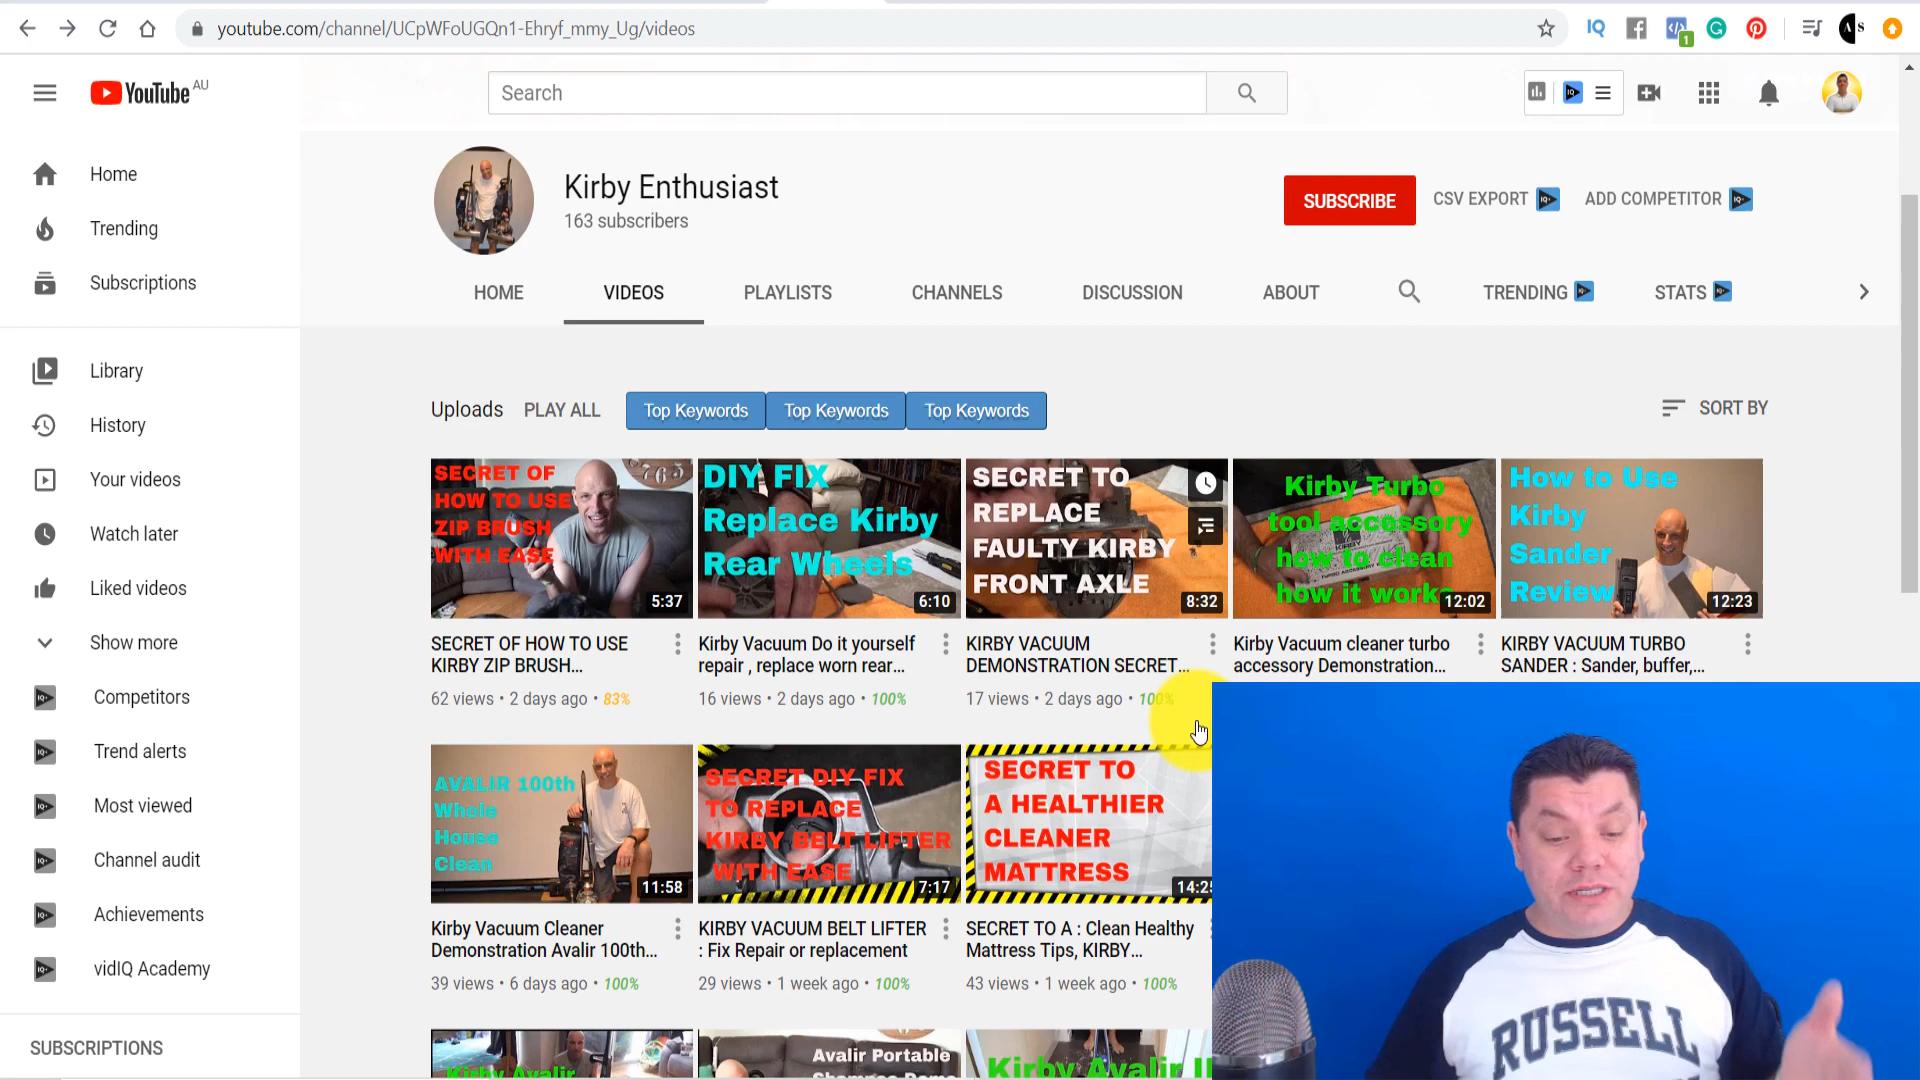 youtube.com/channel/UCpWFoUGQn1-Ehryf_mmy_Ug/videos
1
YouTube AU
Search
Home
Trending
Subscriptions
Library
History
Your videos
Watch later
Liked videos
Show more
Competitors
Trend alerts
Most viewed
Channel audit
Achievements
vidIQ Academy
SUBSCRIPTIONS
Kirby Enthusiast
163 subscribers
SUBSCRIBE
CSV EXPORT
ADD COMPETITOR
HOME
VIDEOS
PLAYLISTS
CHANNELS
DISCUSSION
ABOUT
TRENDING
STATS
Uploads
PLAY ALL
Top Keywords
Top Keywords
Top Keywords
SORT BY
SECRET OF
HOW TO USE
ZIP BRUSH
WITH EASE
5:37
SECRET OF HOW TO USE
KIRBY ZIP BRUSH...
62 views • 2 days ago • 83%
DIY FIX
Replace Kirby
Rear Wheels
6:10
Kirby Vacuum Do it yourself
repair , replace worn rear...
16 views • 2 days ago • 100%
SECRET TO
REPLACE
FAULTY KIRBY
FRONT AXLE
8:32
KIRBY VACUUM
DEMONSTRATION SECRET...
17 views • 2 days ago • 100%
Kirby Turbo
tool accessory
how to clean
how it works
12:02
Kirby Vacuum cleaner turbo
accessory Demonstration...
How to Use
Kirby
Sander
Review
12:23
KIRBY VACUUM TURBO
SANDER : Sander, buffer,...
AVALIR 100th
Whole
House
Clean
11:58
Kirby Vacuum Cleaner
Demonstration Avalir 100th...
39 views • 6 days ago • 100%
SECRET DIY FIX
TO REPLACE
KIRBY BELT LIFTER
WITH EASE
7:17
KIRBY VACUUM BELT LIFTER
: Fix Repair or replacement
29 views • 1 week ago • 100%
SECRET TO
A HEALTHIER
CLEANER
MATTRESS
14:25
SECRET TO A : Clean Healthy
Mattress Tips, KIRBY...
43 views • 1 week ago • 100%
Kirby Avalir
Avalir Portable
Kirby Avalir
RUSSELL